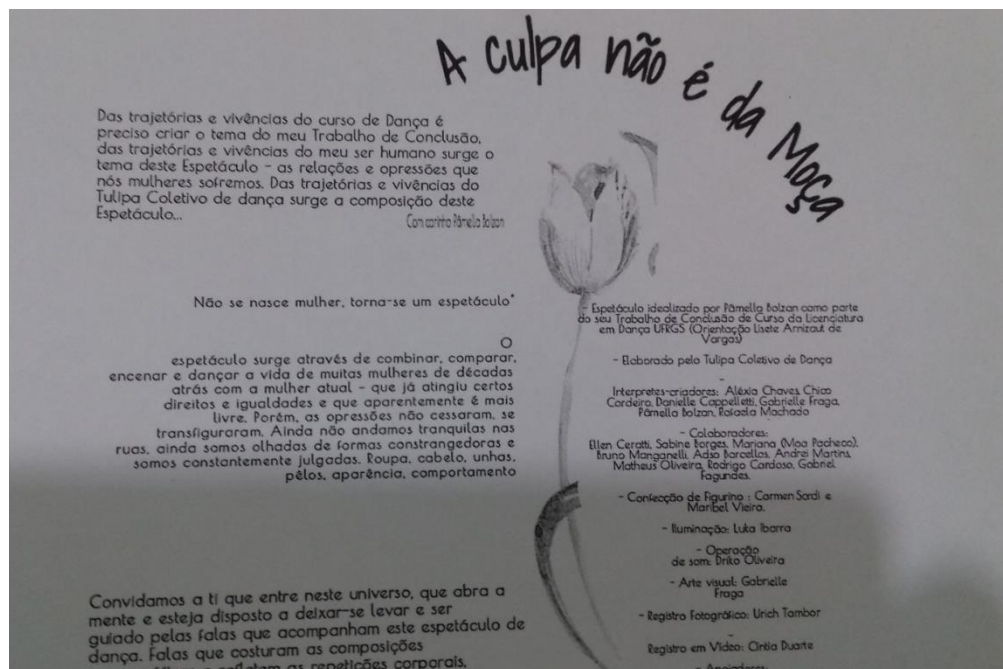 A culpa não é da Moça
Das trajetórias e vivências do curso de Dança é
preciso criar o tema do meu Trabalho de Conclusão,
das trajetórias e vivências do meu ser humano surge o
tema deste Espetáculo - as relações e opressões que
nós mulheres sofremos. Das trajetórias e vivências do
Tulipa Coletivo de dança surge a composição deste
Espetáculo...
Com carinho Pâmella Bolzan
Não se nasce mulher, torna-se um espetáculo*
O
espetáculo surge através de combinar, comparar,
encenar e dançar a vida de muitas mulheres de décadas
atrás com a mulher atual - que já atingiu certos
direitos e igualdades e que aparentemente é mais
livre. Porém, as opressões não cessaram, se
transfiguraram. Ainda não andamos tranquilas nas
ruas, ainda somos olhadas de formas constrangedoras e
somos constantemente julgadas. Roupa, cabelo, unhas,
pêlos, aparência, comportamento
Convidamos a ti que entre neste universo, que abra a
mente e esteja disposto a deixar-se levar e ser
guiado pelas falas que acompanham este espetáculo de
dança. Falas que costuram as composições
as repetições corporais.
- Espetáculo idealizado por Pâmella Bolzan como parte
do seu Trabalho de Conclusão de Curso da Licenciatura
em Dança UFRGS (Orientação Lisete Arnizaut de
Vargas)
- Elaborado pelo Tulipa Coletivo de Dança
-
Interpretes-criadores: Aléxia Chaves, Chico
Cordeiro, Danielle Cappelletti, Gabrielle Fraga,
Pâmella Bolzan, Rafaela Machado
- Colaboradores:
Ellen Ceratti, Sabine Borges, Mariana (Moa Pacheco),
Bruno Manganelli, Adso Barcellos, Andrei Martins,
Matheus Oliveira, Rodrigo Cardoso, Gabriel
Fagundes.
- Confecção de Figurino : Carmen Sardi e
Maribel Vieira.
- Iluminação: Luka Ibarra
- Operação
de som: Driko Oliveira
- Arte visual: Gabrielle
Fraga
- Registro Fotográfico: Urich Tambor
-
Registro em Vídeo: Cintia Duarte